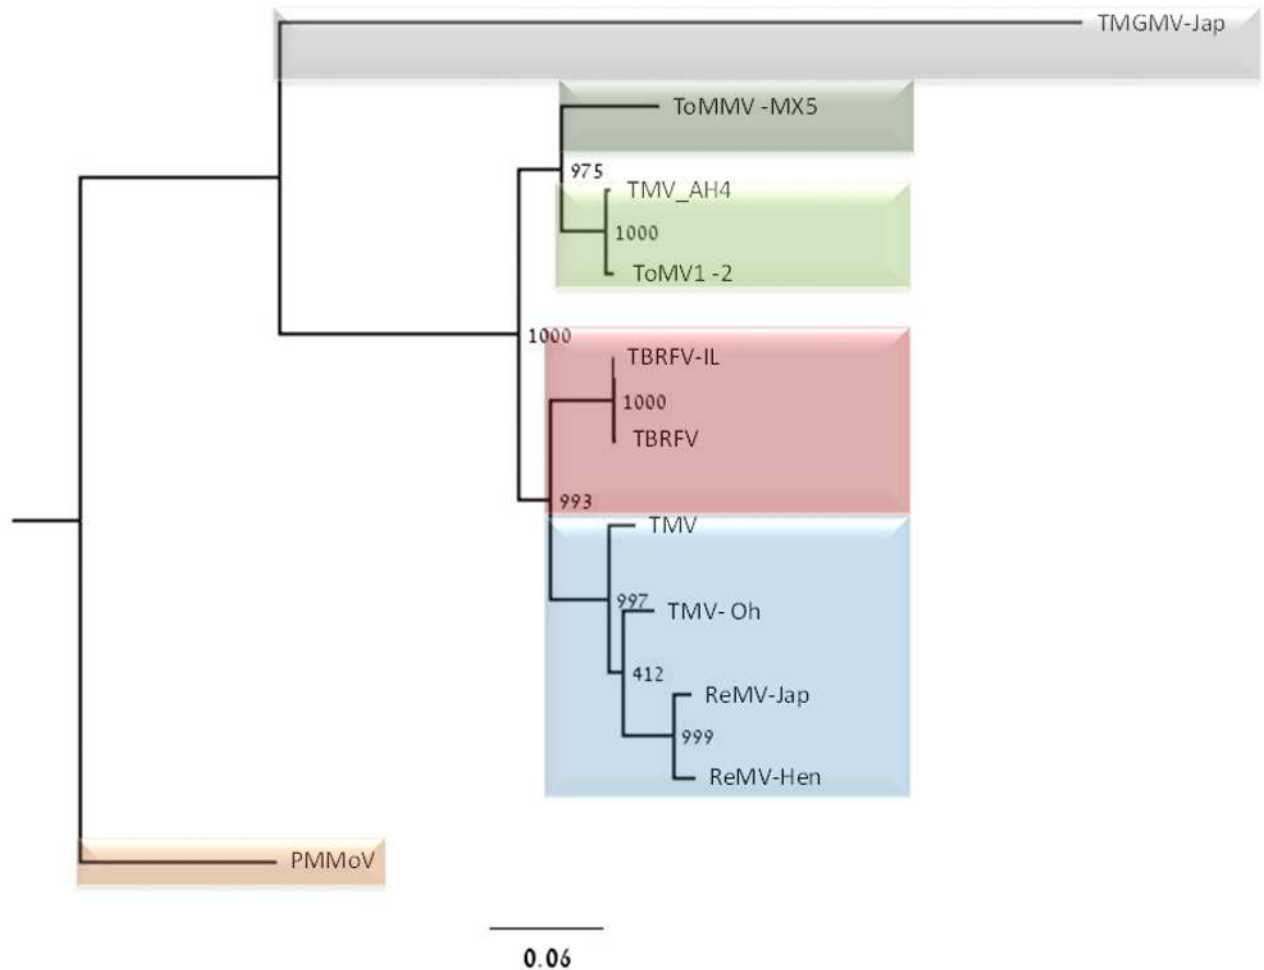 TMGMV-Jap
ToMMV -MX5
975
TMV_AH4
1000
ToMV1 -2
1000
TBRFV-IL
1000
TBRFV
993
TMV
997
TMV- Oh
412
ReMV-Jap
999
ReMV-Hen
PMMoV
0.06